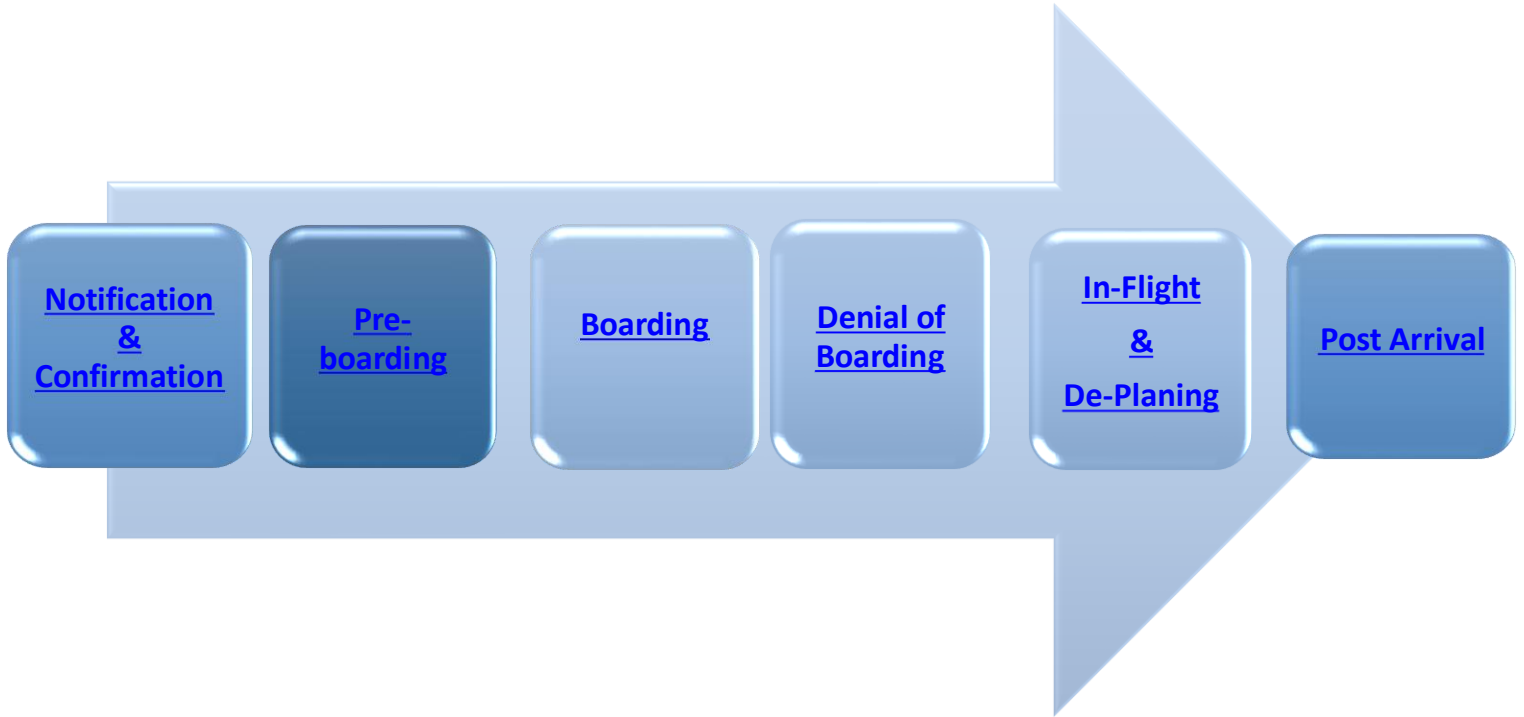 Notification
&
Confirmation
Pre-
boarding
Boarding
Denial of
Boarding
In-Flight
&
De-Planing
Post Arrival